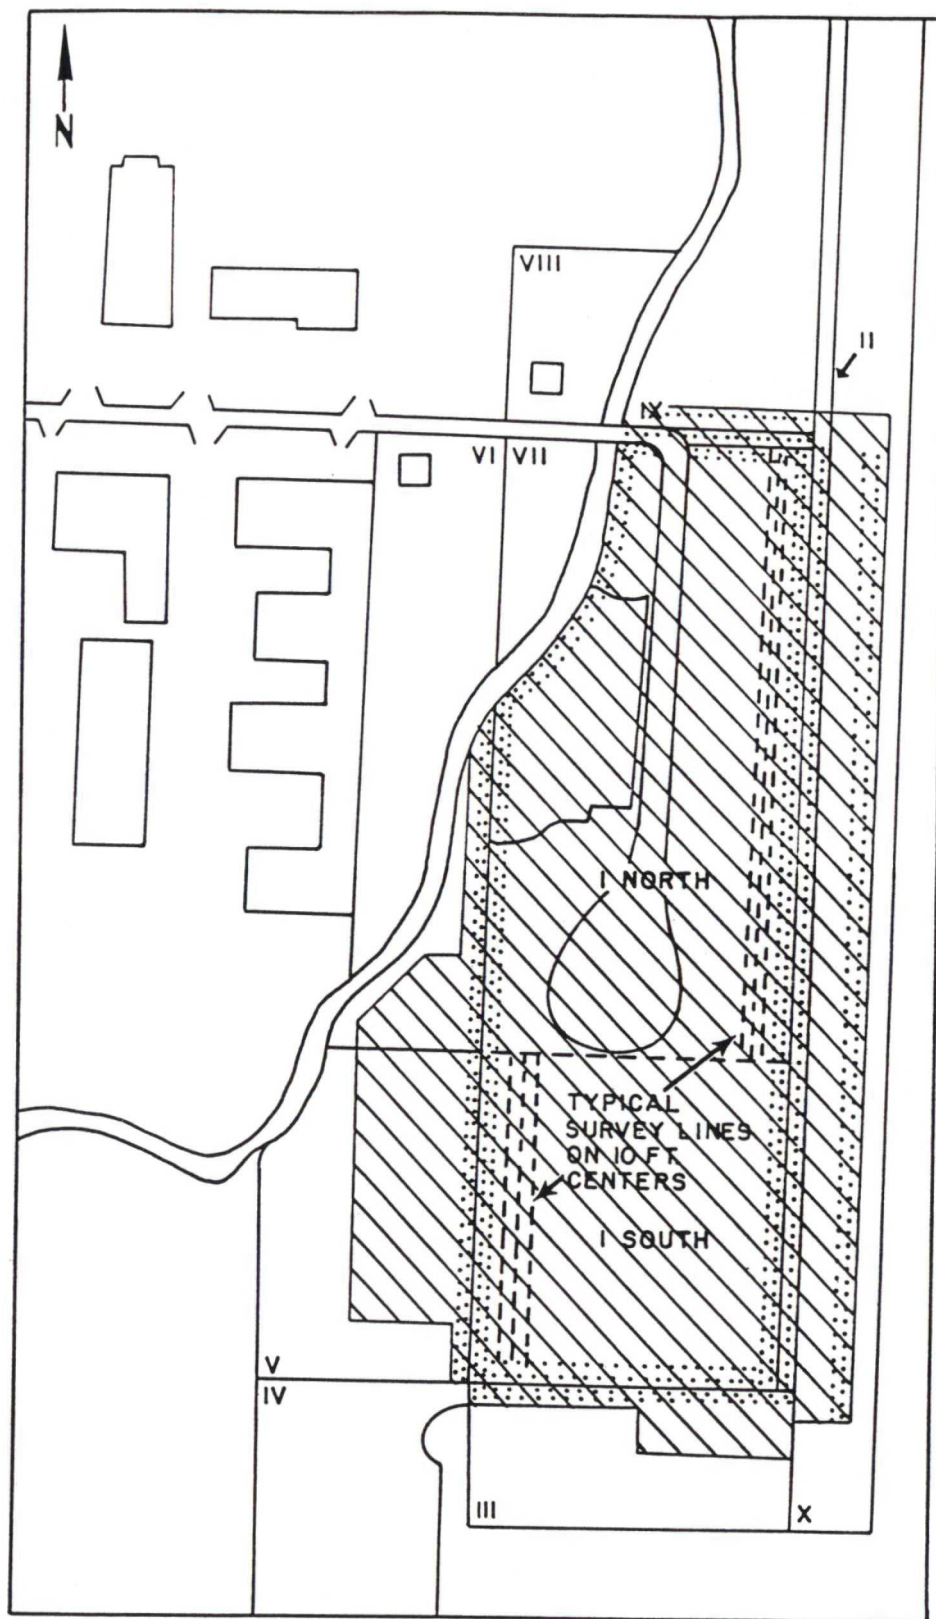 N
VIII
II
IX
VI
VII
I NORTH
TYPICAL
SURVEY LINES
ON 10 FT
CENTERS
I SOUTH
V
IV
III
X